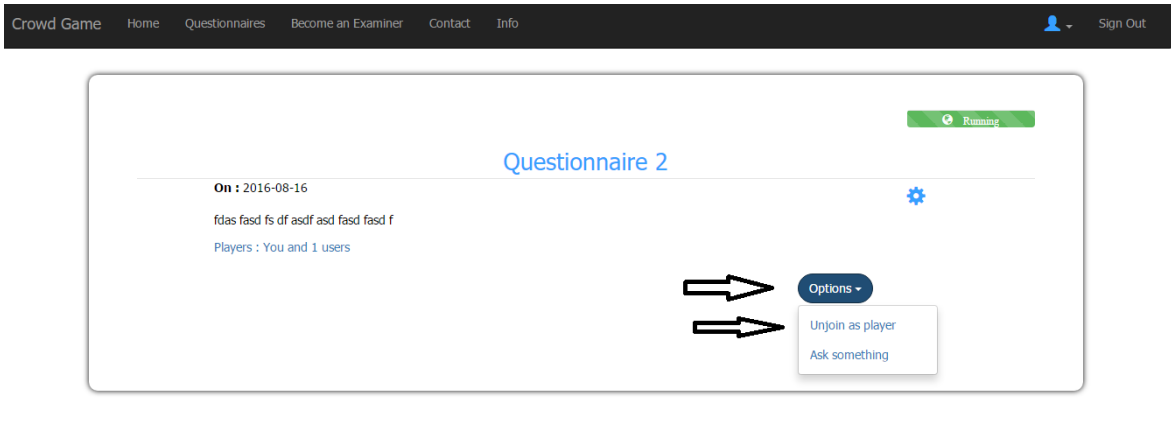 Crowd Game Home Questionnaires Become an Examiner Contact Info Sign Out
Running
Questionnaire 2
On : 2016-08-16
fdas fasd fs df asdf asd fasd fasd f
Players : You and 1 users
Options
Unjoin as player
Ask something